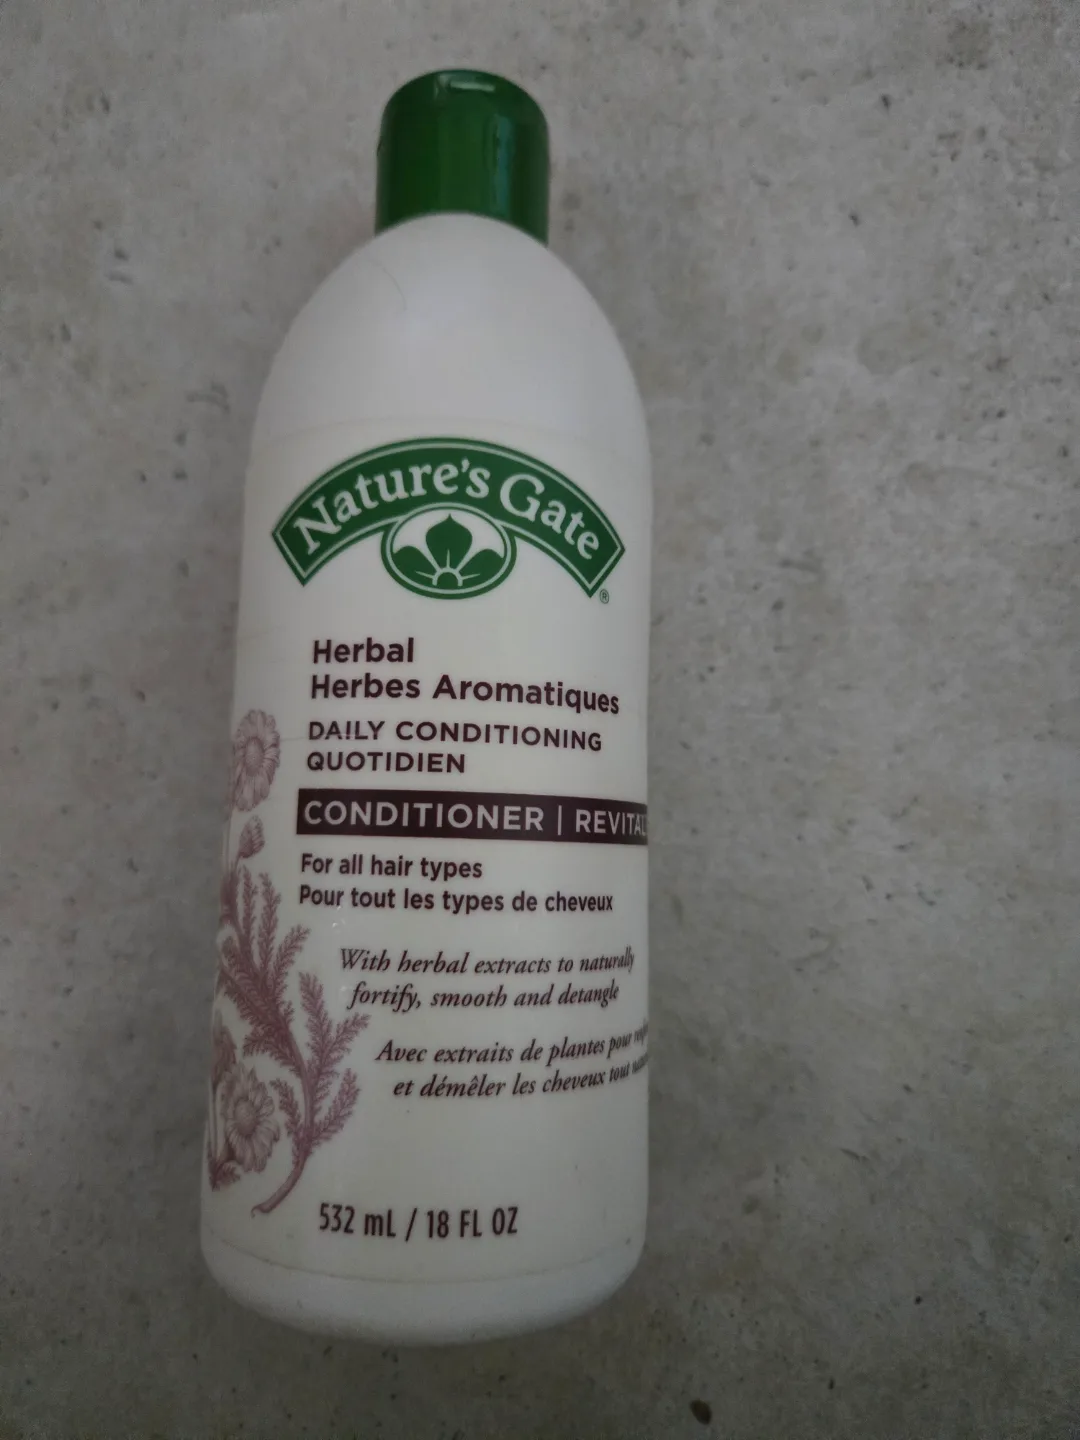 Nature's Gate
®
Herbal
Herbes Aromatiques
DAILY CONDITIONING
QUOTIDIEN
CONDITIONER | REVITAL
For all hair types
Pour tout les types de cheveux
With herbal extracts to naturally
fortify, smooth and detangle
Avec extraits de plantes pour
et démêler les cheveux tout
532 mL / 18 FL OZ